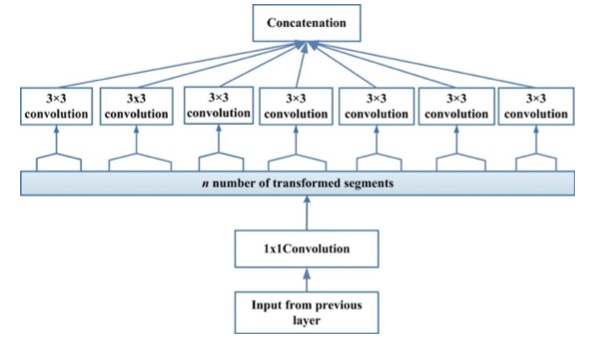 Concatenation
3×3
convolution
3x3
convolution
3×3
convolution
3×3
convolution
3×3
convolution
3×3
convolution
3×3
convolution
n number of transformed segments
1x1Convolution
Input from previous
layer